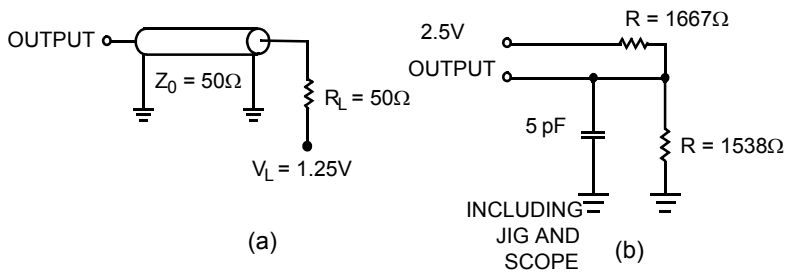 OUTPUT
Z0 = 50Ω
RL = 50Ω
VL = 1.25V
(a)
2.5V
R = 1667Ω
OUTPUT
5 pF
R = 1538Ω
INCLUDING
JIG AND
SCOPE
(b)